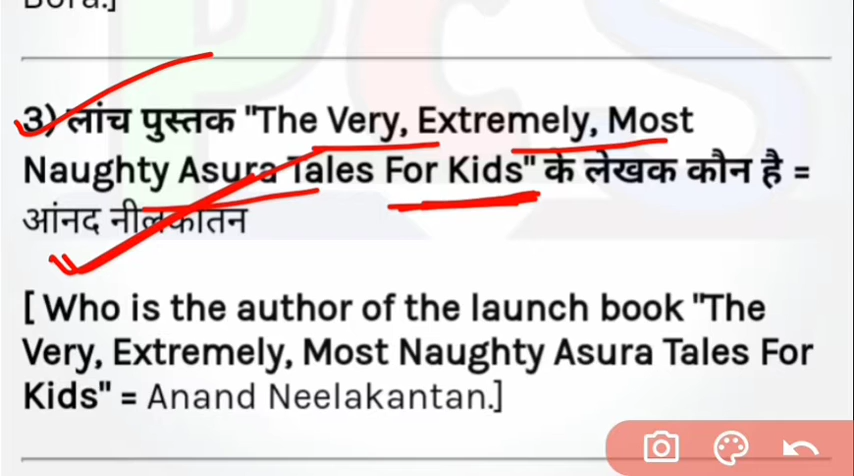 3) लांच पुस्तक "The Very, Extremely, Most
Naughty Asura Tales For Kids" के लेखक कौन है =
आंनद नीलकांतन
[ Who is the author of the launch book "The
Very, Extremely, Most Naughty Asura Tales For
Kids" = Anand Neelakantan.]